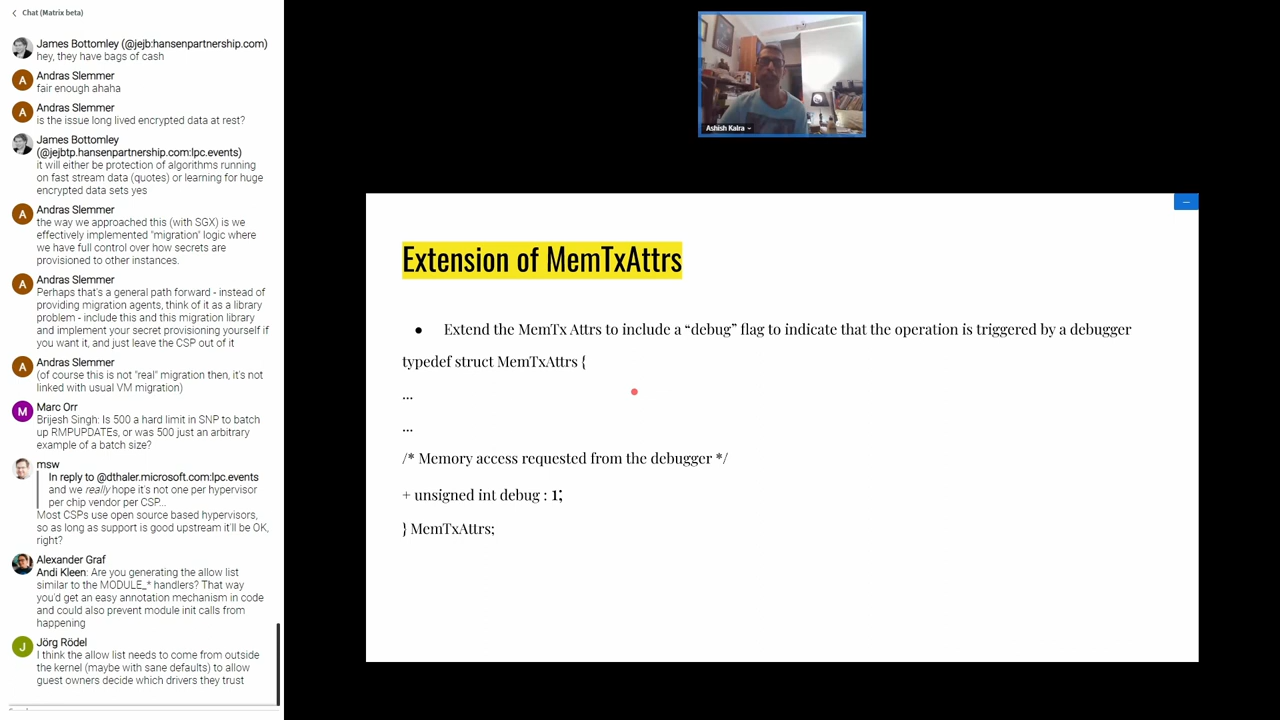 Chat (Matrix beta)
James Bottomley (@jejb:hansenpartnership.com)
hey, they have bags of cash
A
Andras Slemmer
fair enough ahaha
A
Andras Slemmer
is the issue long lived encrypted data at rest?
James Bottomley
(@jejbtp.hansenpartnership.com:lpc.events)
it will either be protection of algorithms running
on fast stream data (quotes) or learning for huge
encrypted data sets yes
A
Andras Slemmer
the way we approached this (with SGX) is we
effectively implemented "migration" logic where
we have full control over how secrets are
provisioned to other instances.
A
Andras Slemmer
Perhaps that's a general path forward - instead of
providing migration agents, think of it as a library
problem - include this and this migration library
and implement your secret provisioning yourself if
you want it, and just leave the CSP out of it
A
Andras Slemmer
(of course this is not "real" migration then, it's not
linked with usual VM migration)
M
Marc Orr
Brijesh Singh: Is 500 a hard limit in SNP to batch
up RMPUPDATEs, or was 500 just an arbitrary
example of a batch size?
msw
In reply to @dthaler.microsoft.com:lpc.events
and we really hope it's not one per hypervisor
per chip vendor per CSP...
Most CSPs use open source based hypervisors,
so as long as support is good upstream it'll be OK,
right?
Alexander Graf
Andi Kleen: Are you generating the allow list
similar to the MODULE_* handlers? That way
you'd get an easy annotation mechanism in code
and could also prevent module init calls from
happening
J
Jörg Rödel
I think the allow list needs to come from outside
the kernel (maybe with sane defaults) to allow
guest owners decide which drivers they trust
Ashish Kalra
Extension of MemTxAttrs
● Extend the MemTx Attrs to include a “debug” flag to indicate that the operation is triggered by a debugger
typedef struct MemTxAttrs {
...
...
/* Memory access requested from the debugger */
+ unsigned int debug : 1;
} MemTxAttrs;